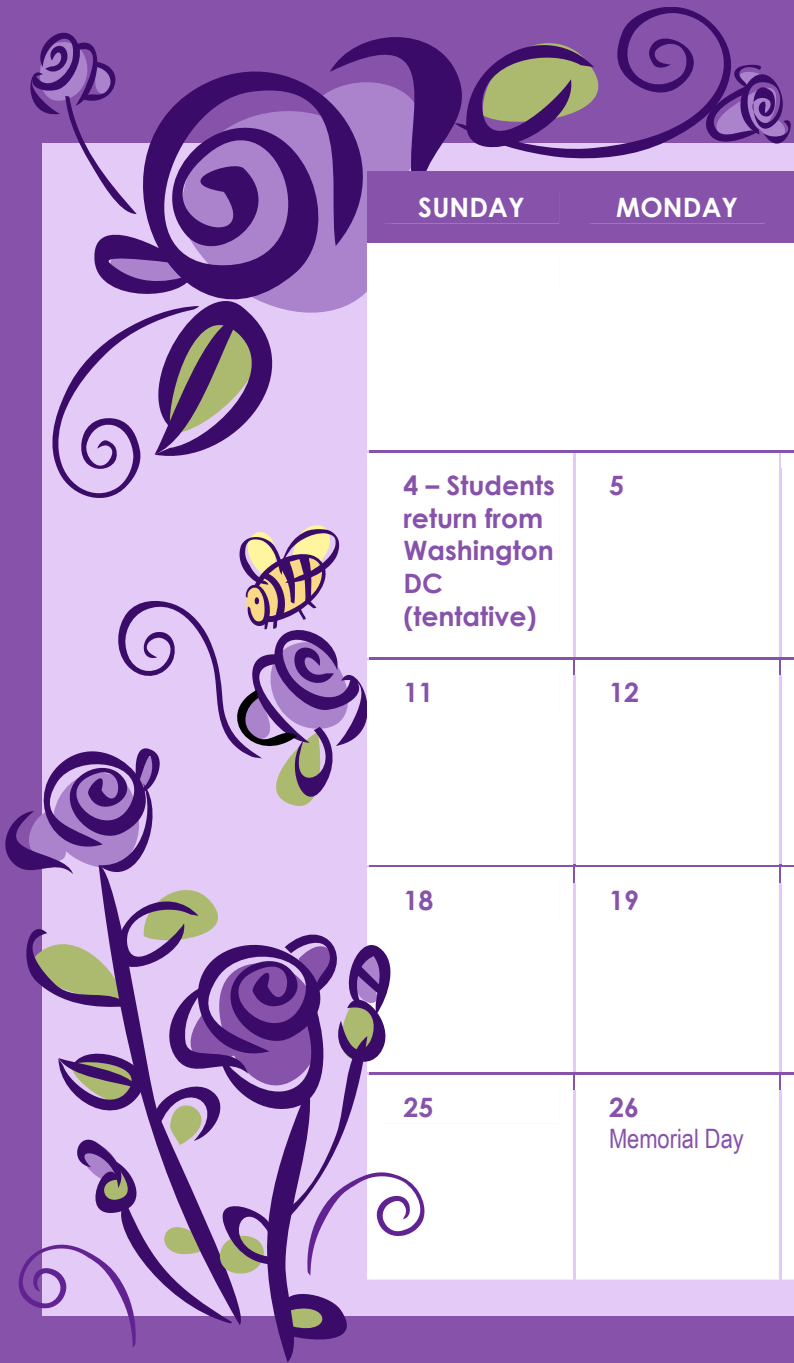 SUNDAY MONDAY
4 – Students 5
return from
Washington
DC
(tentative)
11 12
18 19
25 26
Memorial Day